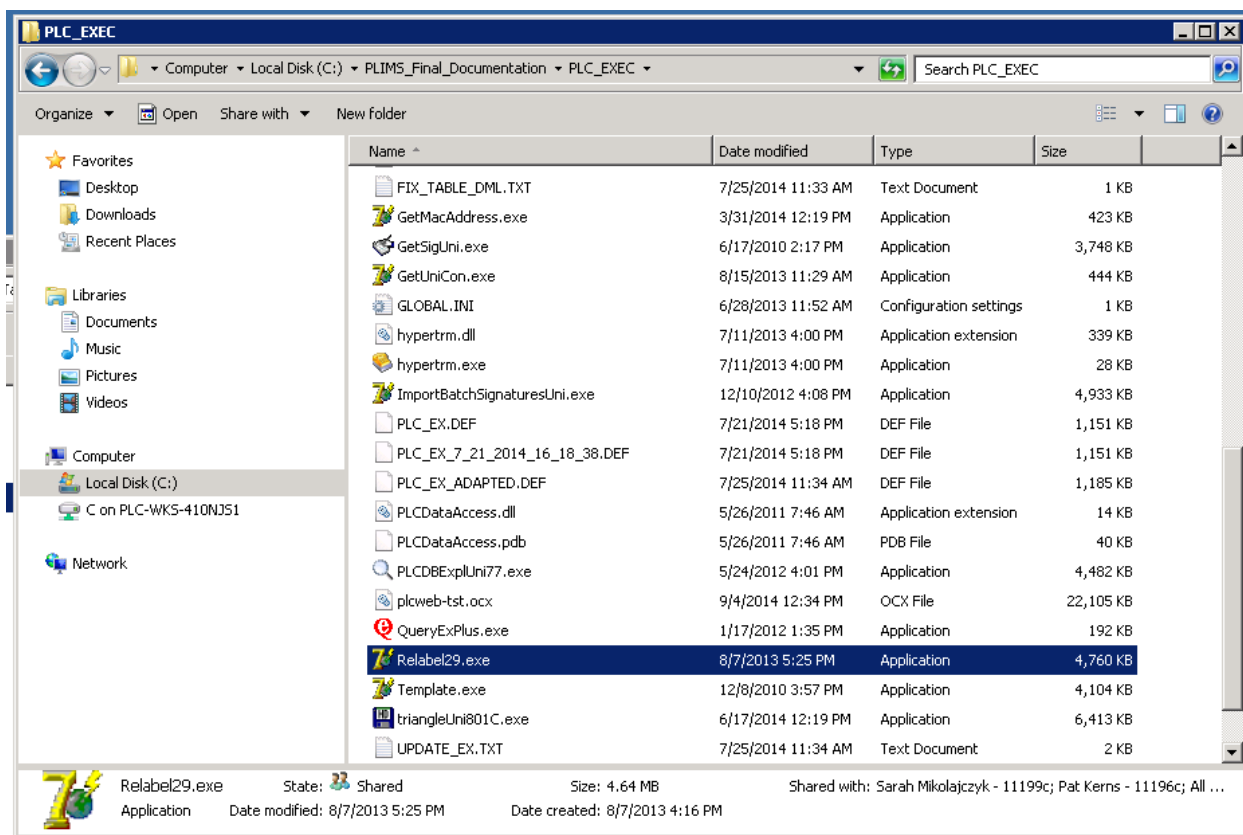 PLC_EXEC
Computer Local Disk (C:) PLIMS_Final_Documentation PLC_EXEC Search PLC_EXEC
Organize Open Share with New folder
Favorites
Desktop
Downloads
Recent Places
Libraries
Documents
Music
Pictures
Videos
Computer
Local Disk (C:)
C on PLC-WKS-410NJS1
Network
Name Date modified Type Size
FIX_TABLE_DML.TXT 7/25/2014 11:33 AM Text Document 1 KB
GetMacAddress.exe 3/31/2014 12:19 PM Application 423 KB
GetSigUni.exe 6/17/2010 2:17 PM Application 3,748 KB
GetUniCon.exe 8/15/2013 11:29 AM Application 444 KB
GLOBAL.INI 6/28/2013 11:52 AM Configuration settings 1 KB
hypertrm.dll 7/11/2013 4:00 PM Application extension 339 KB
hypertrm.exe 7/11/2013 4:00 PM Application 28 KB
ImportBatchSignaturesUni.exe 12/10/2012 4:08 PM Application 4,933 KB
PLC_EX.DEF 7/21/2014 5:18 PM DEF File 1,151 KB
PLC_EX_7_21_2014_16_18_38.DEF 7/21/2014 5:18 PM DEF File 1,151 KB
PLC_EX_ADAPTED.DEF 7/25/2014 11:34 AM DEF File 1,185 KB
PLCDataAccess.dll 5/26/2011 7:46 AM Application extension 14 KB
PLCDataAccess.pdb 5/26/2011 7:46 AM PDB File 40 KB
PLCDBExplUni77.exe 5/24/2012 4:01 PM Application 4,482 KB
plcweb-tst.ocx 9/4/2014 12:34 PM OCX File 22,105 KB
QueryExPlus.exe 1/17/2012 1:35 PM Application 192 KB
Relabel29.exe 8/7/2013 5:25 PM Application 4,760 KB
Template.exe 12/8/2010 3:57 PM Application 4,104 KB
triangleUni801C.exe 6/17/2014 12:19 PM Application 6,413 KB
UPDATE_EX.TXT 7/25/2014 11:34 AM Text Document 2 KB
Relabel29.exe State: Shared Size: 4.64 MB Shared with: Sarah Mikolajczyk - 11199c; Pat Kerns - 11196c; All ...
Application Date modified: 8/7/2013 5:25 PM Date created: 8/7/2013 4:16 PM